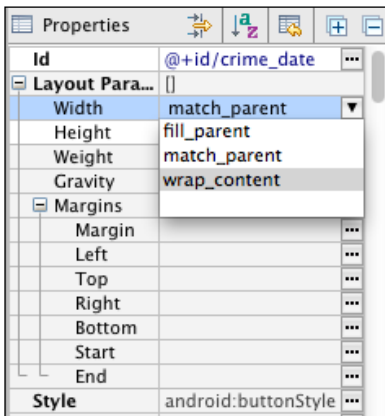 Properties
Id @+id/crime_date
Layout Para... []
Width match_parent
Height fill_parent
Weight match_parent
Gravity wrap_content
Margins
Margin
Left
Top
Right
Bottom
Start
End
Style android:buttonStyle